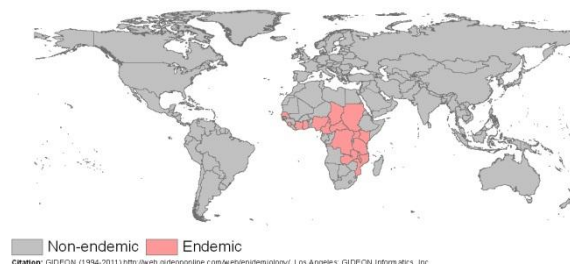 Non-endemic Endemic
Citation: GIDEON (1994-2011) http://web.gideononline.com/web/epidemiology/. Los Angeles: GIDEON Informatics, Inc.